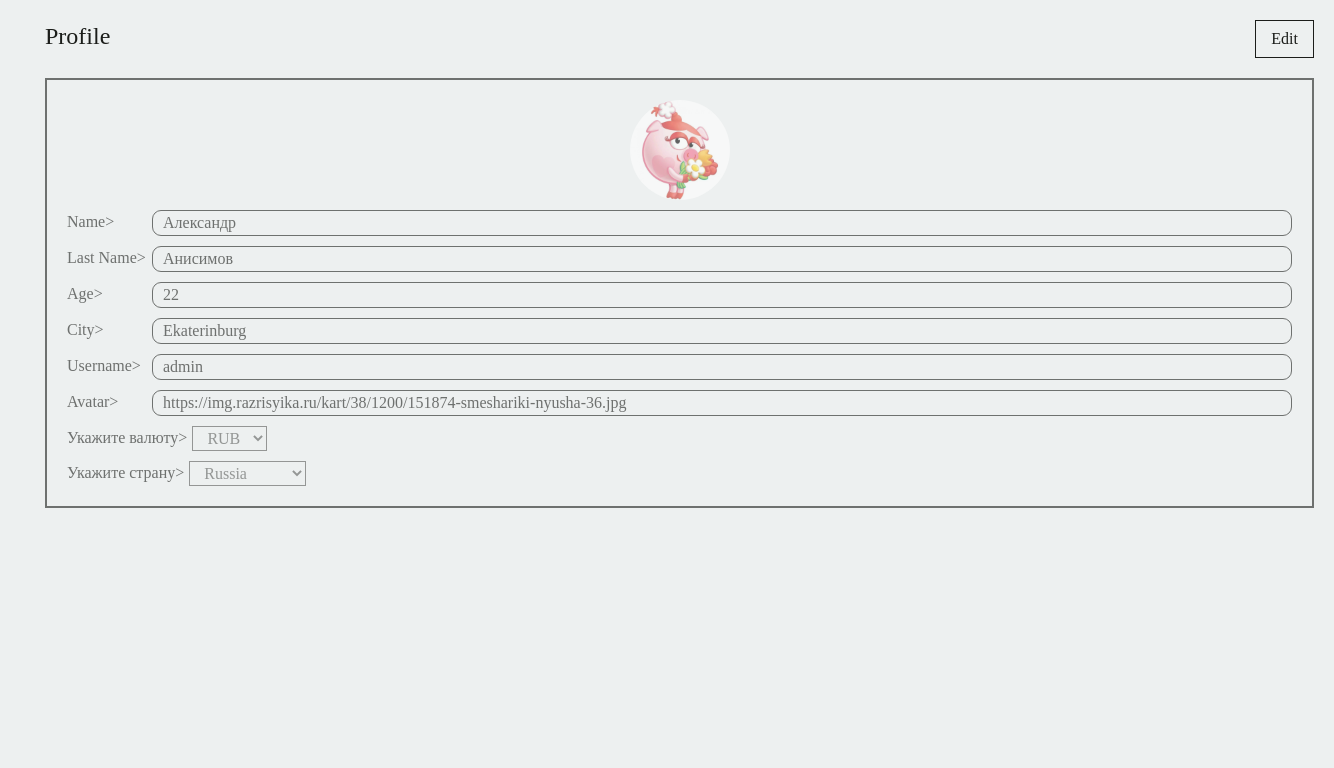 Profile
Edit
Name> Александр
Last Name> Анисимов
Age> 22
City> Ekaterinburg
Username> admin
Avatar> https://img.razrisyika.ru/kart/38/1200/151874-smeshariki-nyusha-36.jpg
Укажите валюту> RUB
Укажите страну> Russia